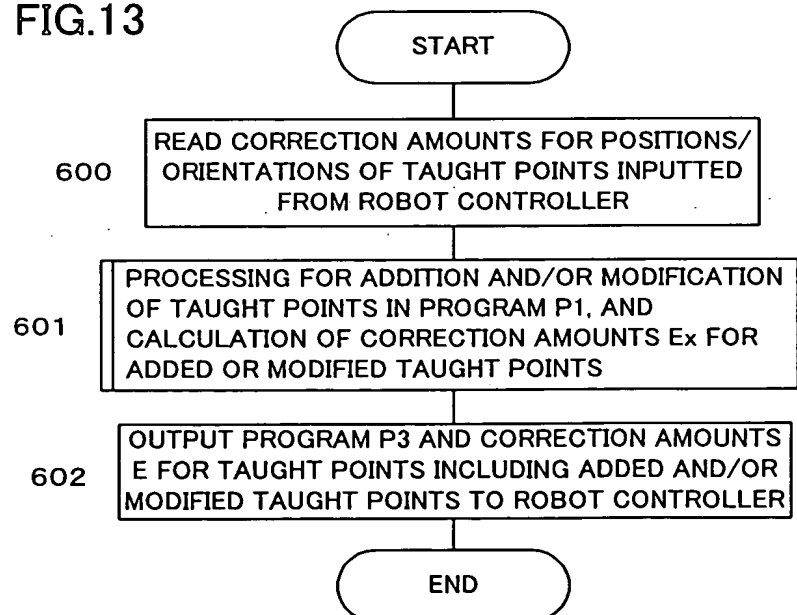 FIG.13
START
600
READ CORRECTION AMOUNTS FOR POSITIONS/
ORIENTATIONS OF TAUGHT POINTS INPUTTED
FROM ROBOT CONTROLLER
601
PROCESSING FOR ADDITION AND/OR MODIFICATION
OF TAUGHT POINTS IN PROGRAM P1, AND
CALCULATION OF CORRECTION AMOUNTS Ex FOR
ADDED OR MODIFIED TAUGHT POINTS
602
OUTPUT PROGRAM P3 AND CORRECTION AMOUNTS
E FOR TAUGHT POINTS INCLUDING ADDED AND/OR
MODIFIED TAUGHT POINTS TO ROBOT CONTROLLER
END